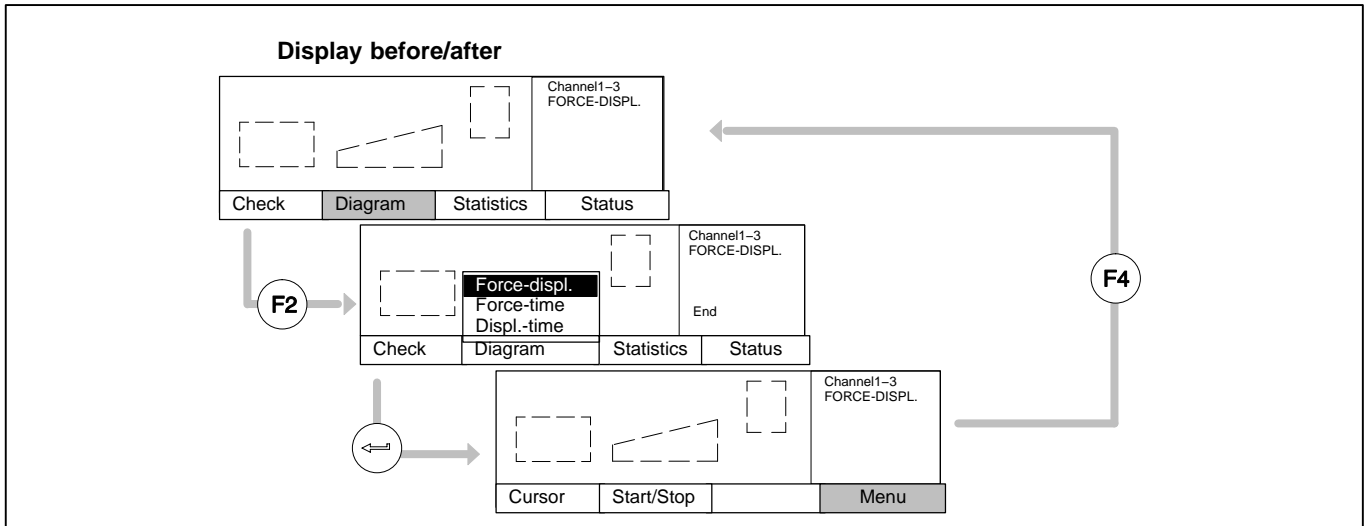 Display before/after
Channel1–3
FORCE-DISPL.
Check Diagram Statistics Status
F2
Channel1–3
FORCE-DISPL.
Force-displ.
Force-time
Displ.-time
End
Check Diagram Statistics Status
F4
Channel1–3
FORCE-DISPL.
Cursor Start/Stop Menu